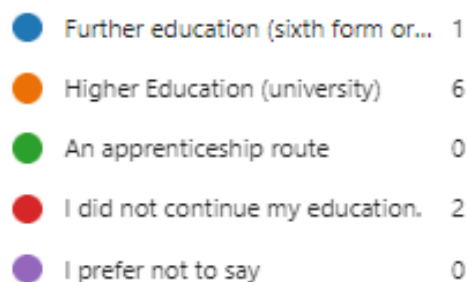 Further education (sixth form or... 1
Higher Education (university) 6
An apprenticeship route 0
I did not continue my education. 2
I prefer not to say 0